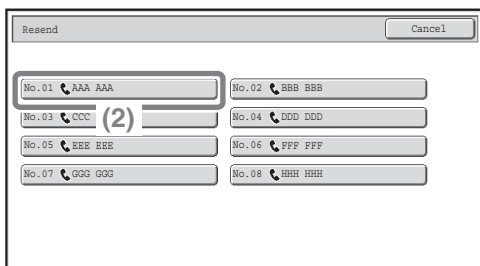 Resend Cancel
No.01 AAA AAA No.02 BBB BBB
No.03 CCC (2) No.04 DDD DDD
No.05 EEE EEE No.06 FFF FFF
No.07 GGG GGG No.08 HHH HHH